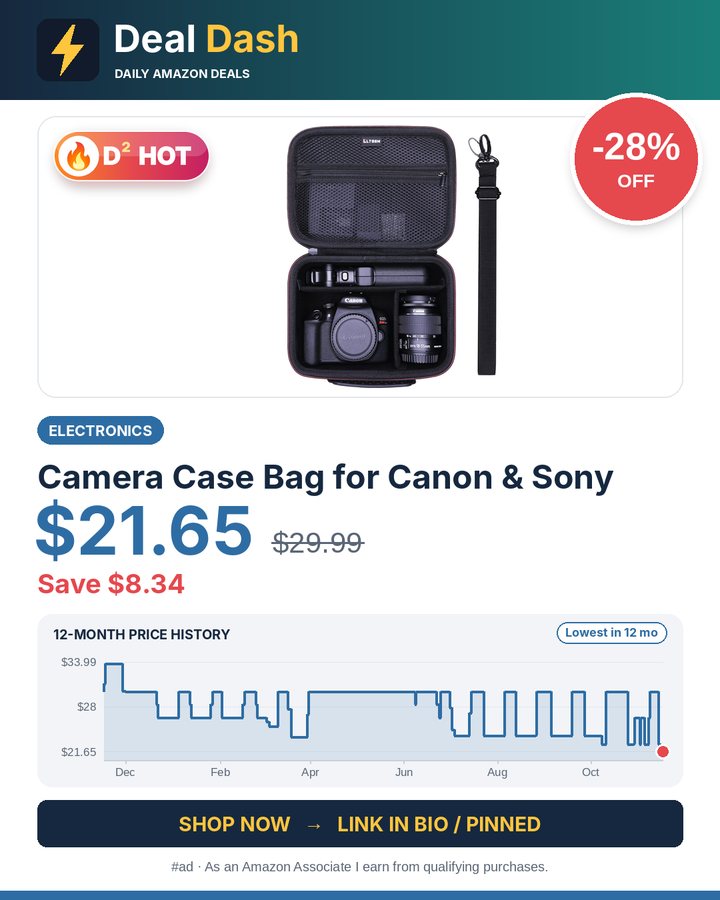 Deal Dash
DAILY AMAZON DEALS
D² HOT
-28%
OFF
LTGEM
Canon
ELECTRONICS
Camera Case Bag for Canon & Sony
$21.65 $29.99
Save $8.34
12-MONTH PRICE HISTORY
Lowest in 12 mo
$33.99
$28
$21.65
Dec Feb Apr Jun Aug Oct
SHOP NOW → LINK IN BIO / PINNED
#ad · As an Amazon Associate I earn from qualifying purchases.